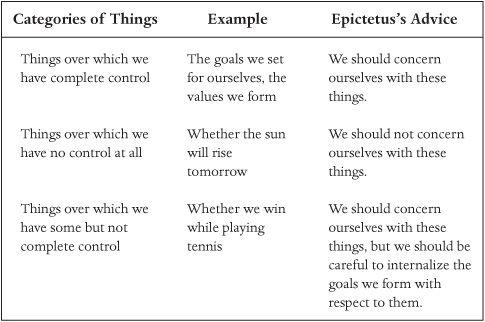 Categories of Things Example Epictetus's Advice
Things over which we The goals we set We should concern
have complete control for ourselves, the ourselves with these
values we form things.
Things over which we Whether the sun We should not concern
have no control at all will rise ourselves with these
tomorrow things.
Things over which we Whether we win We should concern
have some but not while playing ourselves with these
complete control tennis things, but we should be
careful to internalize the
goals we form with
respect to them.